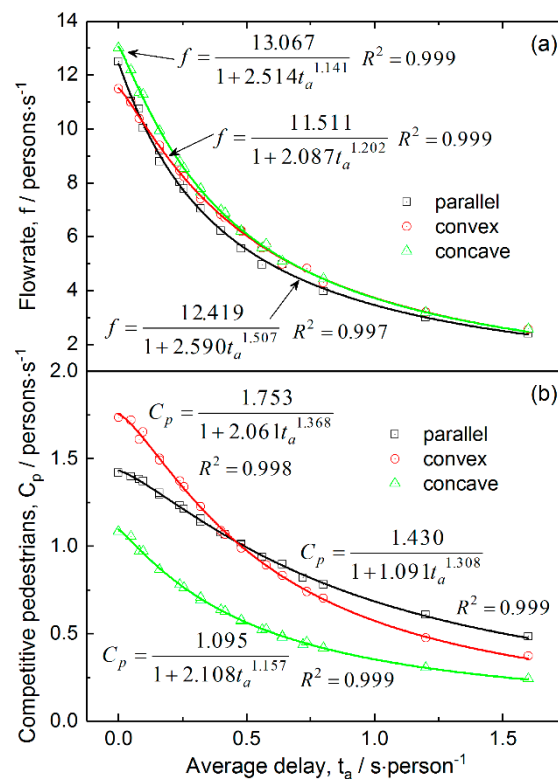 (a)
f = 13.067 / (1+2.514t_a^1.141) R² = 0.999
f = 11.511 / (1+2.087t_a^1.202) R² = 0.999
f = 12.419 / (1+2.590t_a^1.507) R² = 0.997
parallel
convex
concave
Flowrate, f / persons·s⁻¹
14
12
10
8
6
4
2
(b)
C_p = 1.753 / (1+2.061t_a^1.368)
R² = 0.998
parallel
convex
concave
C_p = 1.430 / (1+1.091t_a^1.308)
R² = 0.999
C_p = 1.095 / (1+2.108t_a^1.157) R² = 0.999
Competitive pedestrians, C_p / persons·s⁻¹
2.0
1.5
1.0
0.5
0.0
0.0 0.5 1.0 1.5
Average delay, t_a / s·person⁻¹